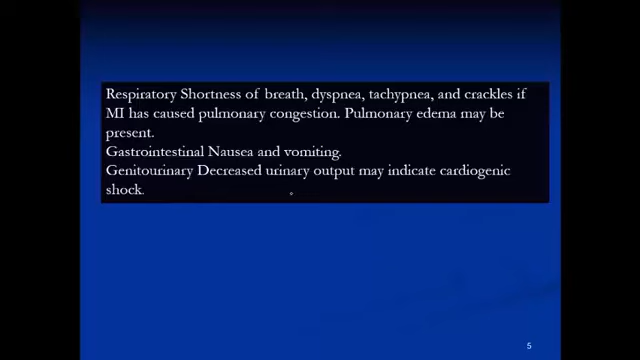 Respiratory Shortness of breath, dyspnea, tachypnea, and crackles if
MI has caused pulmonary congestion. Pulmonary edema may be
present.
Gastrointestinal Nausea and vomiting.
Genitourinary Decreased urinary output may indicate cardiogenic
shock.
5